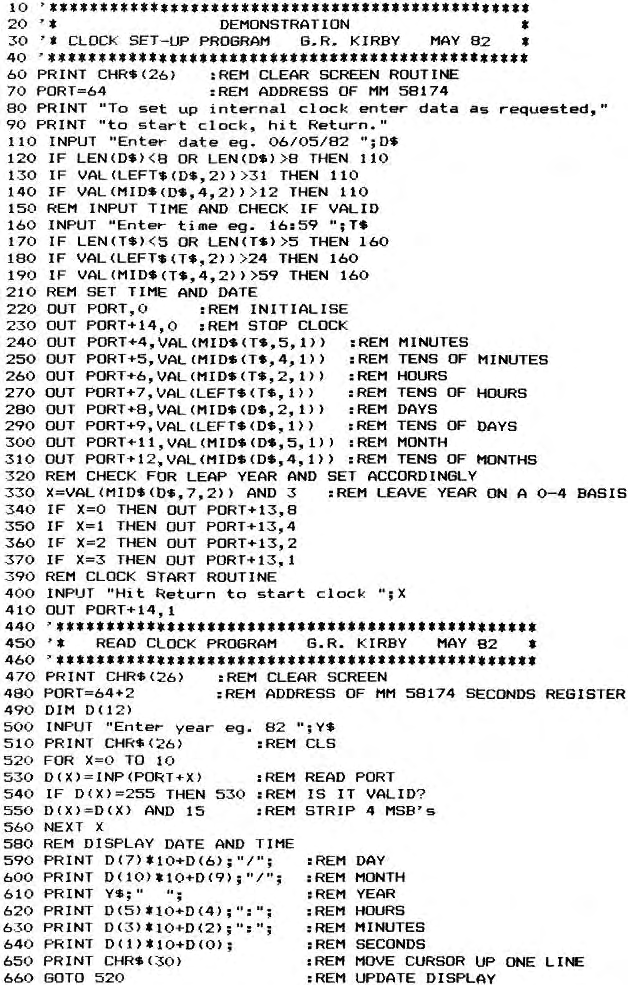 10 '*************************************************
20 '*                 DEMONSTRATION                 *
30 '* CLOCK SET-UP PROGRAM   G.R. KIRBY   MAY 82   *
40 '*************************************************
60 PRINT CHR$(26)   :REM CLEAR SCREEN ROUTINE
70 PORT=64          :REM ADDRESS OF MM 58174
80 PRINT "To set up internal clock enter data as requested,"
90 PRINT "to start clock, hit Return."
110 INPUT "Enter date eg. 06/05/82 ";D$
120 IF LEN(D$)<8 OR LEN(D$)>8 THEN 110
130 IF VAL(LEFT$(D$,2))>31 THEN 110
140 IF VAL(MID$(D$,4,2))>12 THEN 110
150 REM INPUT TIME AND CHECK IF VALID
160 INPUT "Enter time eg. 16:59 ";T$
170 IF LEN(T$)<5 OR LEN(T$)>5 THEN 160
180 IF VAL(LEFT$(T$,2))>24 THEN 160
190 IF VAL(MID$(T$,4,2))>59 THEN 160
210 REM SET TIME AND DATE
220 OUT PORT,0      :REM INITIALISE
230 OUT PORT+14,0   :REM STOP CLOCK
240 OUT PORT+4,VAL(MID$(T$,5,1))   :REM MINUTES
250 OUT PORT+5,VAL(MID$(T$,4,1))   :REM TENS OF MINUTES
260 OUT PORT+6,VAL(MID$(T$,2,1))   :REM HOURS
270 OUT PORT+7,VAL(LEFT$(T$,1))    :REM TENS OF HOURS
280 OUT PORT+8,VAL(MID$(D$,2,1))   :REM DAYS
290 OUT PORT+9,VAL(LEFT$(D$,1))    :REM TENS OF DAYS
300 OUT PORT+11,VAL(MID$(D$,5,1)) :REM MONTH
310 OUT PORT+12,VAL(MID$(D$,4,1)) :REM TENS OF MONTHS
320 REM CHECK FOR LEAP YEAR AND SET ACCORDINGLY
330 X=VAL(MID$(D$,7,2)) AND 3   :REM LEAVE YEAR ON A 0-4 BASIS
340 IF X=0 THEN OUT PORT+13,8
350 IF X=1 THEN OUT PORT+13,4
360 IF X=2 THEN OUT PORT+13,2
370 IF X=3 THEN OUT PORT+13,1
390 REM CLOCK START ROUTINE
400 INPUT "Hit Return to start clock ";X
410 OUT PORT+14,1
440 '*************************************************
450 '*   READ CLOCK PROGRAM   G.R. KIRBY   MAY 82   *
460 '*************************************************
470 PRINT CHR$(26)   :REM CLEAR SCREEN
480 PORT=64+2        :REM ADDRESS OF MM 58174 SECONDS REGISTER
490 DIM D(12)
500 INPUT "Enter year eg. 82 ";Y$
510 PRINT CHR$(26)       :REM CLS
520 FOR X=0 TO 10
530 D(X)=INP(PORT+X)     :REM READ PORT
540 IF D(X)=255 THEN 530 :REM IS IT VALID?
550 D(X)=D(X) AND 15     :REM STRIP 4 MSB's
560 NEXT X
580 REM DISPLAY DATE AND TIME
590 PRINT D(7)*10+D(6);"/";   :REM DAY
600 PRINT D(10)*10+D(9);"/";  :REM MONTH
610 PRINT Y$;"  ";            :REM YEAR
620 PRINT D(5)*10+D(4);":";   :REM HOURS
630 PRINT D(3)*10+D(2);":";   :REM MINUTES
640 PRINT D(1)*10+D(0);       :REM SECONDS
650 PRINT CHR$(30)            :REM MOVE CURSOR UP ONE LINE
660 GOTO 520                  :REM UPDATE DISPLAY